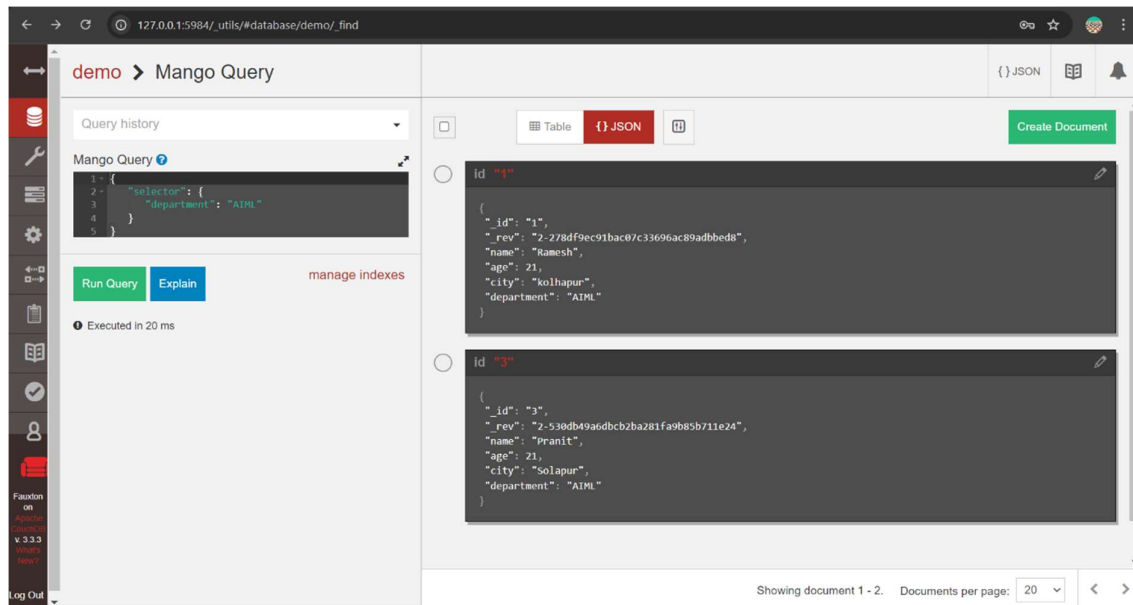 127.0.0.1:5984/_utils/#database/demo/_find
demo > Mango Query
{ } JSON
Query history
Mango Query
1 {
2 "selector": {
3 "department": "AIML"
4 }
5 }
Run Query
Explain
manage indexes
Executed in 20 ms
Table
{ } JSON
Create Document
id "1"
{
"_id": "1",
"_rev": "2-278df9ec91bac07c33696ac89adbbed8",
"name": "Ramesh",
"age": 21,
"city": "kolhapur",
"department": "AIML"
}
id "3"
{
"_id": "3",
"_rev": "2-530db49a6dbcb2ba281fa9b85b711e24",
"name": "Pranit",
"age": 21,
"city": "Solapur",
"department": "AIML"
}
Fauxton
on
Apache
CouchDB
v. 3.3.3
What's
New?
Log Out
Showing document 1 - 2.
Documents per page:
20